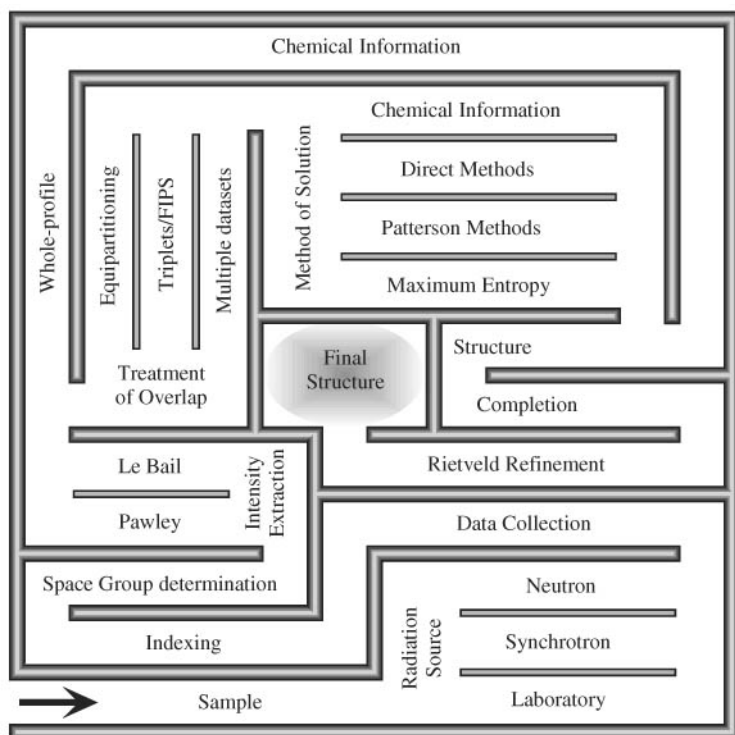 Chemical Information
Chemical Information
Direct Methods
Patterson Methods
Maximum Entropy
Method of Solution
Whole-profile
Equipartitioning
Triplets/FIPS
Multiple datasets
Treatment
of Overlap
Final
Structure
Structure
Completion
Rietveld Refinement
Le Bail
Pawley
Intensity
Extraction
Data Collection
Space Group determination
Indexing
Neutron
Synchrotron
Laboratory
Radiation
Source
Sample